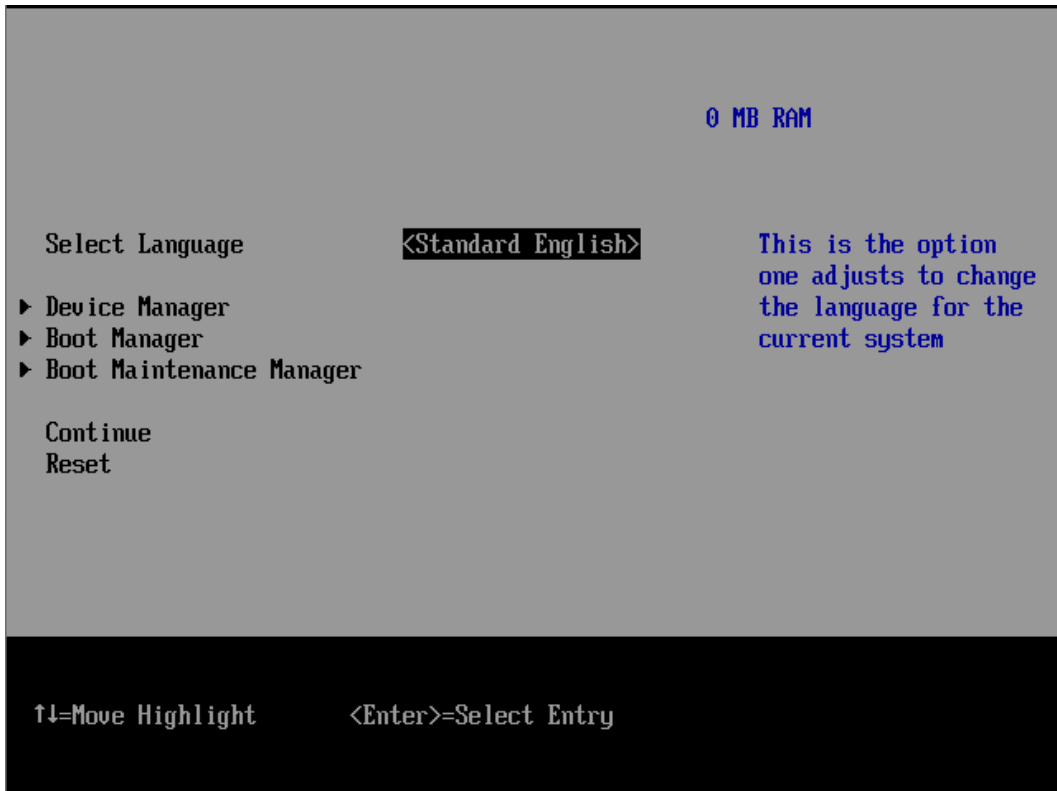 0 MB RAM
Select Language <Standard English> This is the option
one adjusts to change
▶ Device Manager the language for the
▶ Boot Manager current system
▶ Boot Maintenance Manager
Continue
Reset
↑↓=Move Highlight <Enter>=Select Entry